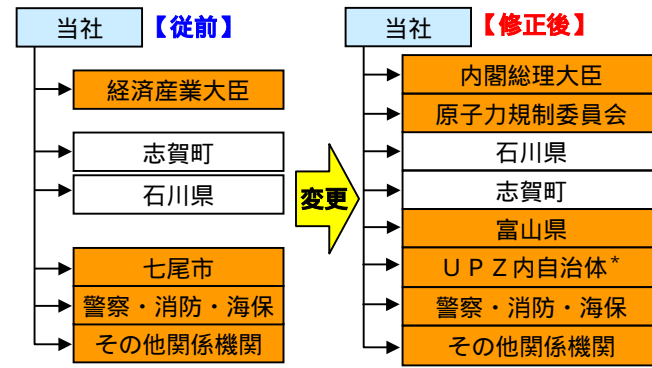 当社
【従前】
経済産業大臣
志賀町
石川県
七尾市
警察・消防・海保
その他関係機関
変更
当社
【修正後】
内閣総理大臣
原子力規制委員会
石川県
志賀町
富山県
ＵＰＺ内自治体*
警察・消防・海保
その他関係機関